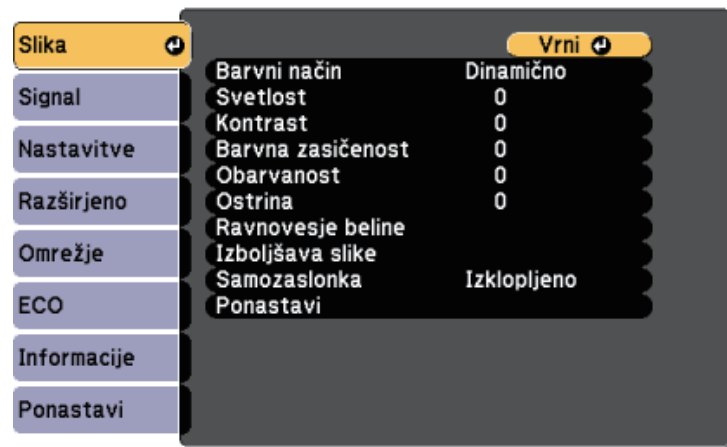 Slika
Signal
Nastavitve
Razširjeno
Omrežje
ECO
Informacije
Ponastavi
Vrni
Barvni način Dinamično
Svetlost 0
Kontrast 0
Barvna zasičenost 0
Obarvanost 0
Ostrina 0
Ravnovesje beline
Izboljšava slike
Samozaslonka Izklopljeno
Ponastavi